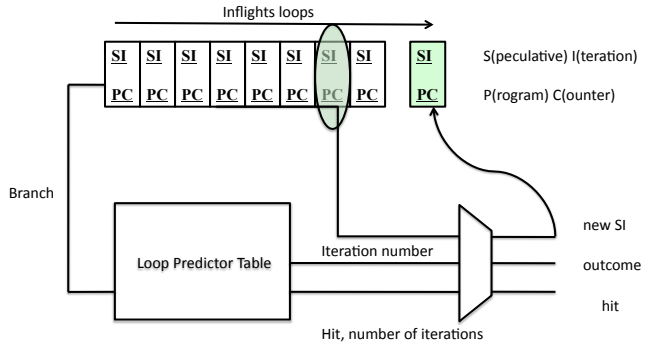 Inflights loops
SI SI SI SI SI SI SI SI SI
S(peculative) I(teration)
PC PC PC PC PC PC PC PC PC
P(rogram) C(ounter)
Branch
new SI
Iteration number
Loop Predictor Table
outcome
hit
Hit, number of iterations